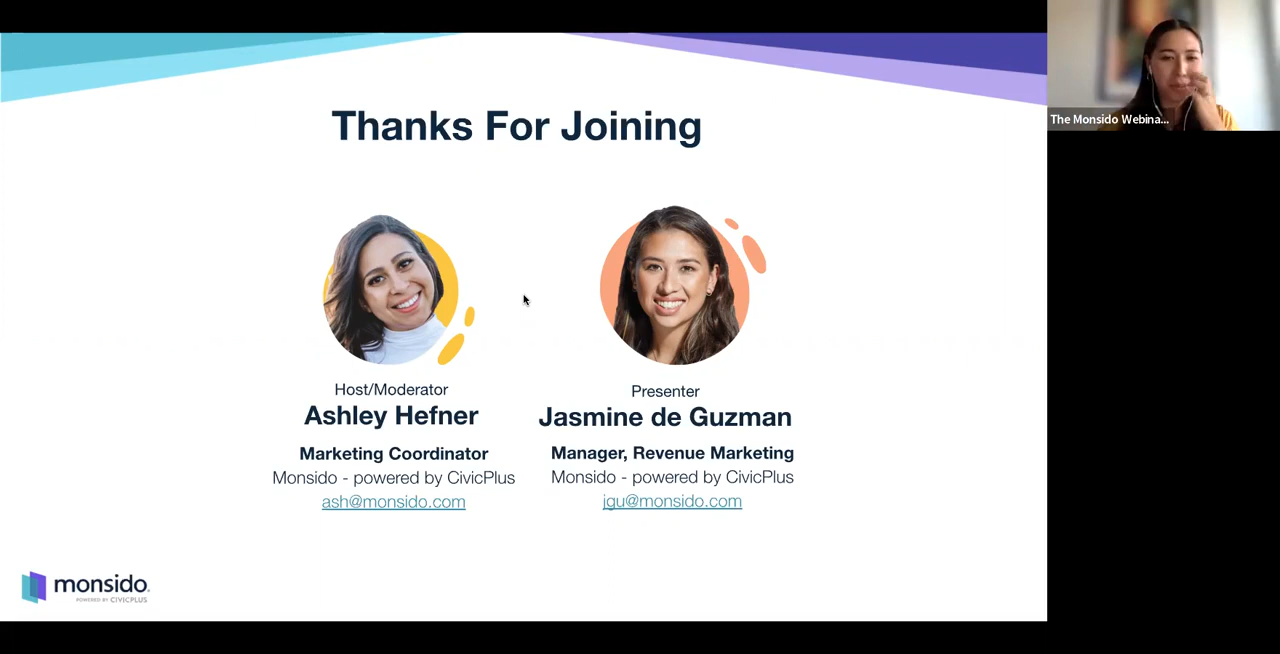 Thanks For Joining
The Monsido Webina...
Host/Moderator
Ashley Hefner
Marketing Coordinator
Monsido - powered by CivicPlus
ash@monsido.com
Presenter
Jasmine de Guzman
Manager, Revenue Marketing
Monsido - powered by CivicPlus
jgu@monsido.com
monsido
POWERED BY CIVICPLUS